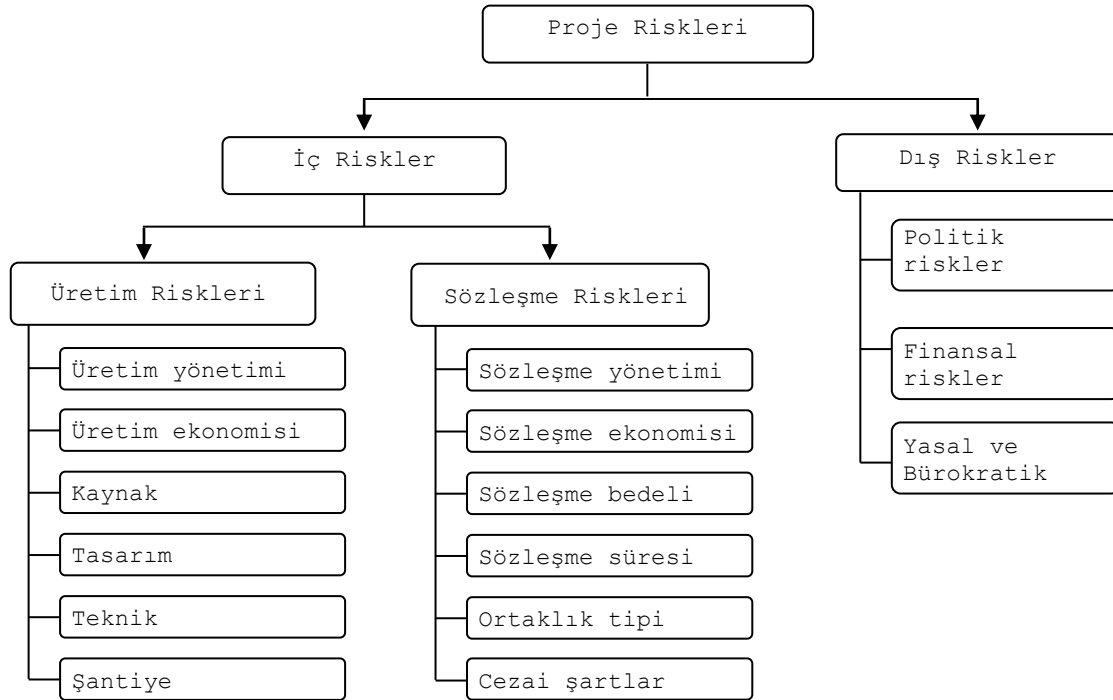 Proje Riskleri
İç Riskler
Dış Riskler
Politik
riskler
Finansal
riskler
Yasal ve
Bürokratik
Üretim Riskleri
Üretim yönetimi
Üretim ekonomisi
Kaynak
Tasarım
Teknik
Şantiye
Sözleşme Riskleri
Sözleşme yönetimi
Sözleşme ekonomisi
Sözleşme bedeli
Sözleşme süresi
Ortaklık tipi
Cezai şartlar